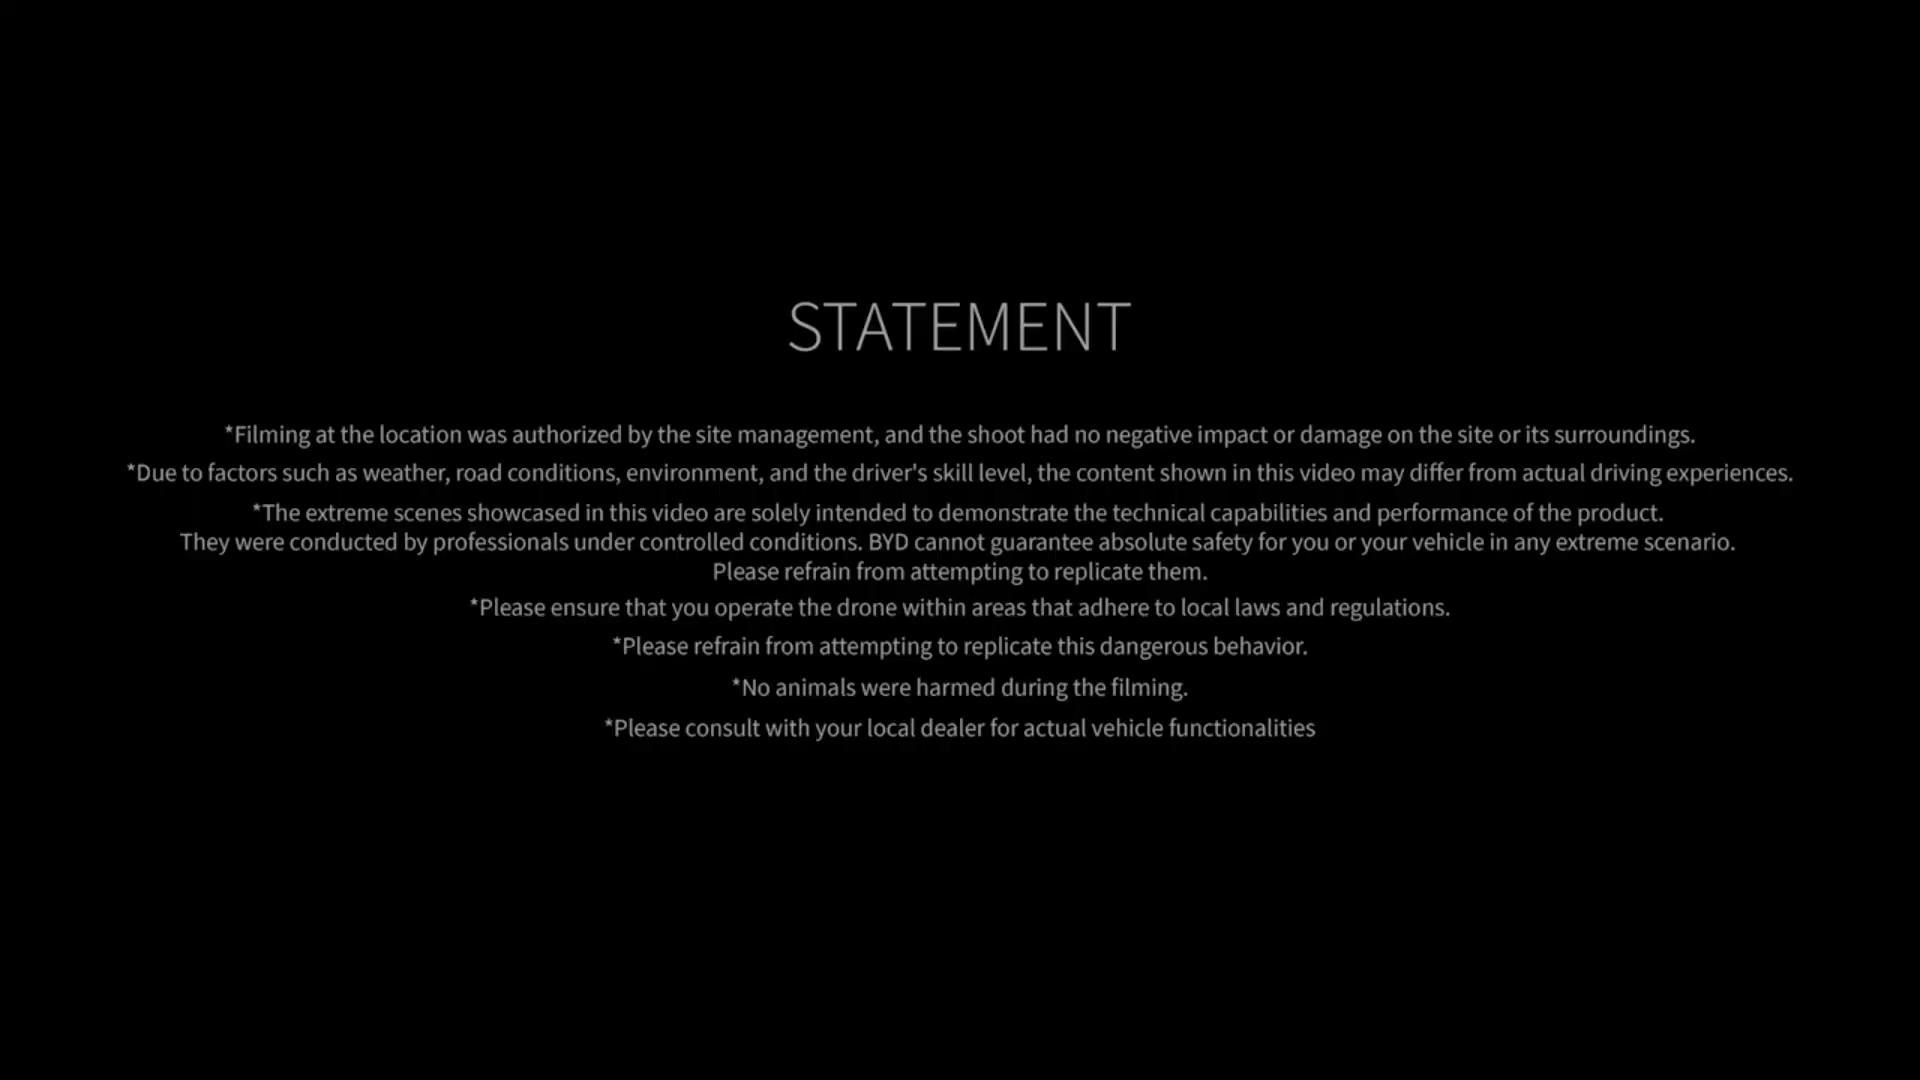 STATEMENT
*Filming at the location was authorized by the site management, and the shoot had no negative impact or damage on the site or its surroundings.
*Due to factors such as weather, road conditions, environment, and the driver's skill level, the content shown in this video may differ from actual driving experiences.
*The extreme scenes showcased in this video are solely intended to demonstrate the technical capabilities and performance of the product.
They were conducted by professionals under controlled conditions. BYD cannot guarantee absolute safety for you or your vehicle in any extreme scenario.
Please refrain from attempting to replicate them.
*Please ensure that you operate the drone within areas that adhere to local laws and regulations.
*Please refrain from attempting to replicate this dangerous behavior.
*No animals were harmed during the filming.
*Please consult with your local dealer for actual vehicle functionalities